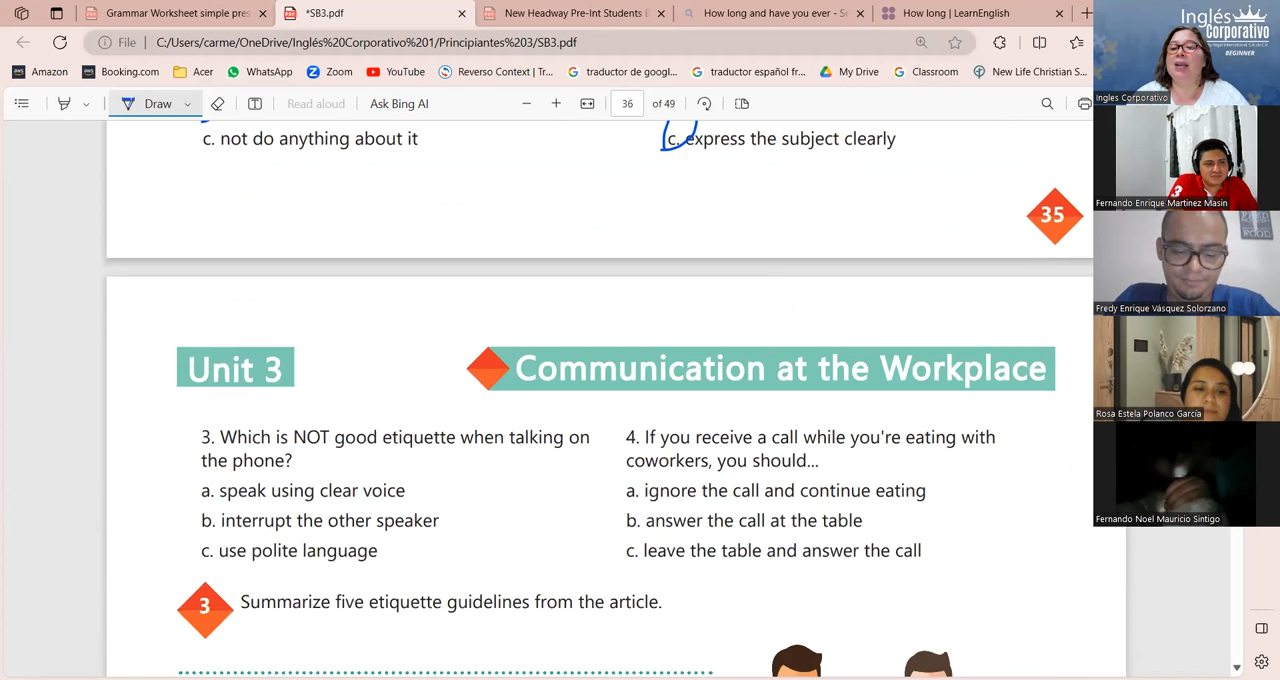 Grammar Worksheet simple pres
*SB3.pdf
New Headway Pre-Int Students B
How long and have you ever - Se
How long | LearnEnglish
File
C:/Users/carme/OneDrive/Inglés%20Corporativo%201/Principiantes%203/SB3.pdf
Amazon
Booking.com
Acer
WhatsApp
Zoom
YouTube
Reverso Context | Tr...
traductor de googl...
traductor español fr...
My Drive
Classroom
New Life Christian S...
Draw
Read aloud
Ask Bing AI
36
of 49
c. not do anything about it
c. express the subject clearly
35
Unit 3
Communication at the Workplace
3. Which is NOT good etiquette when talking on
the phone?
a. speak using clear voice
b. interrupt the other speaker
c. use polite language
4. If you receive a call while you're eating with
coworkers, you should...
a. ignore the call and continue eating
b. answer the call at the table
c. leave the table and answer the call
3
Summarize five etiquette guidelines from the article.
Inglés
Corporativo
BEGINNER
Ingles Corporativo
3
Fernando Enrique Martinez Masin
Fredy Enrique Vásquez Solorzano
Rosa Estela Polanco García
Fernando Noel Mauricio Sintigo